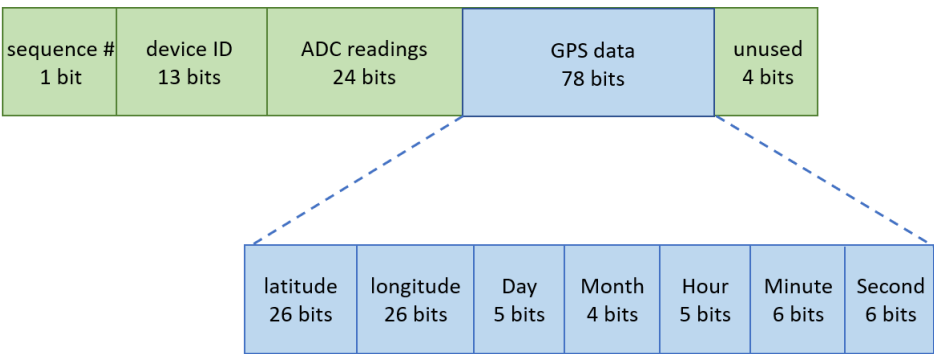 sequence # device ID ADC readings GPS data unused
1 bit 13 bits 24 bits 78 bits 4 bits
latitude longitude Day Month Hour Minute Second
26 bits 26 bits 5 bits 4 bits 5 bits 6 bits 6 bits